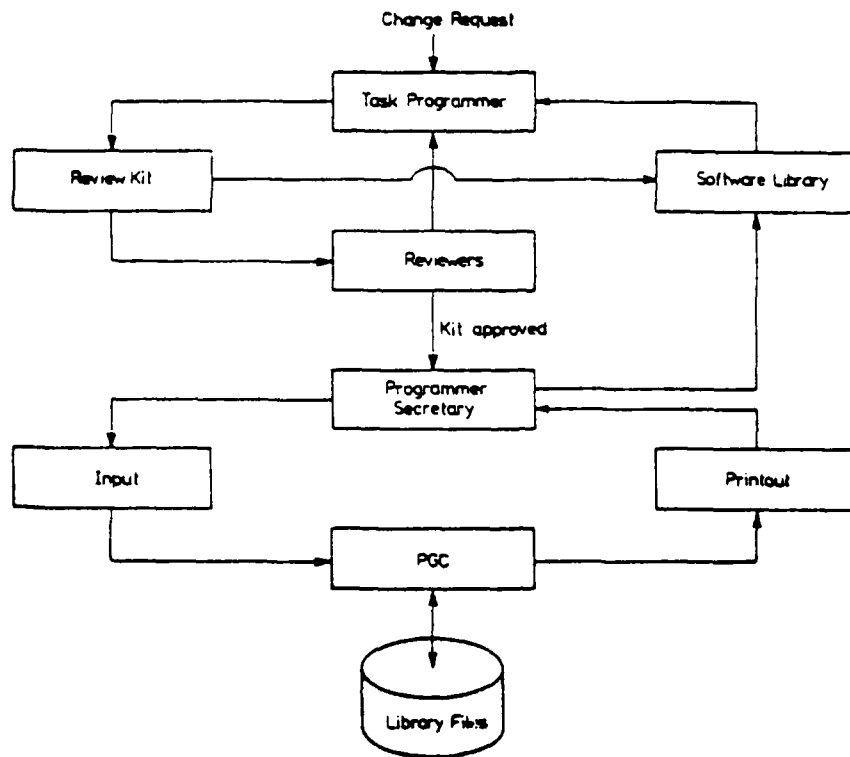 Change Request
Task Programmer
Review Kit
Software Library
Reviewers
Kit approved
Programmer
Secretary
Input
Printout
PGC
Library Files